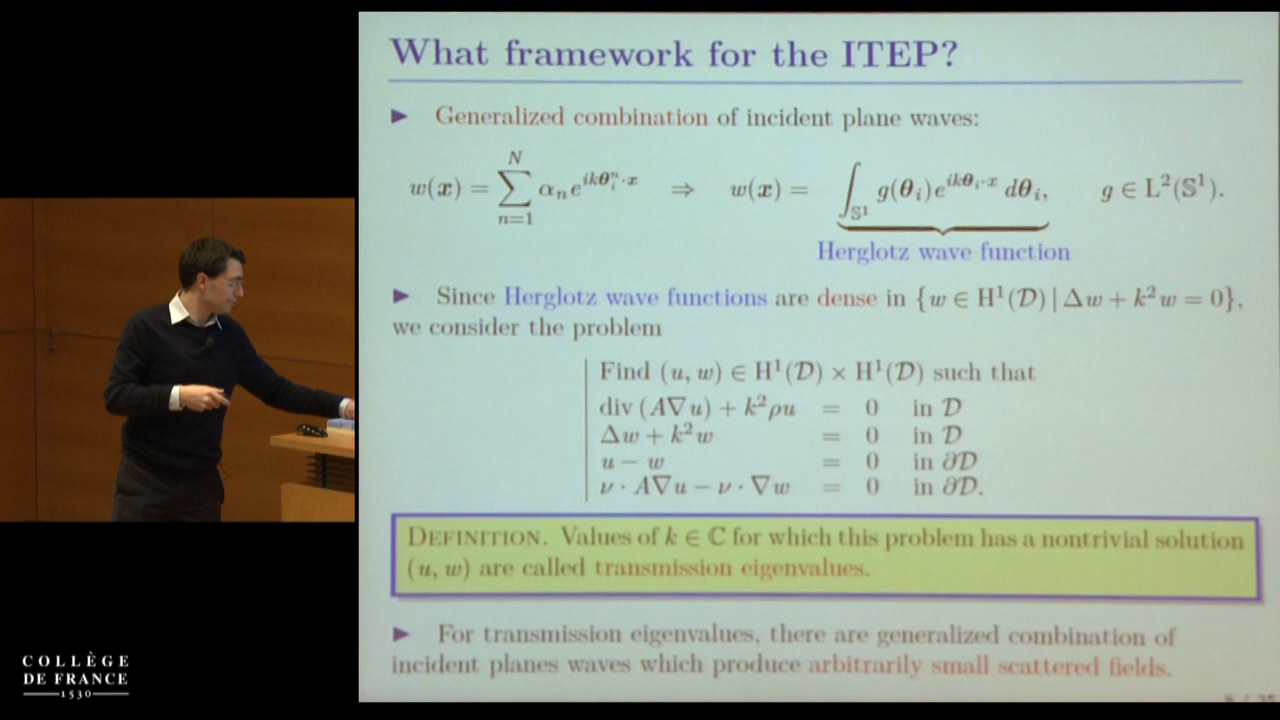 What framework for the ITEP?
▶ Generalized combination of incident plane waves:
w(x) = ∑_{n=1}^{N} α_n e^{ikθ_i^n·x} ⇒ w(x) = ∫_{𝕊¹} g(θ_i)e^{ikθ_i·x} dθ_i, g ∈ L²(𝕊¹).
Herglotz wave function
▶ Since Herglotz wave functions are dense in {w ∈ H¹(𝒟) | Δw + k²w = 0},
we consider the problem
Find (u, w) ∈ H¹(𝒟) × H¹(𝒟) such that
div (A∇u) + k²ρu = 0 in 𝒟
Δw + k²w = 0 in 𝒟
u − w = 0 in ∂𝒟
ν · A∇u − ν · ∇w = 0 in ∂𝒟.
DEFINITION. Values of k ∈ ℂ for which this problem has a nontrivial solution
(u, w) are called transmission eigenvalues.
▶ For transmission eigenvalues, there are generalized combination of
incident planes waves which produce arbitrarily small scattered fields.
COLLÈGE
DE FRANCE
1530